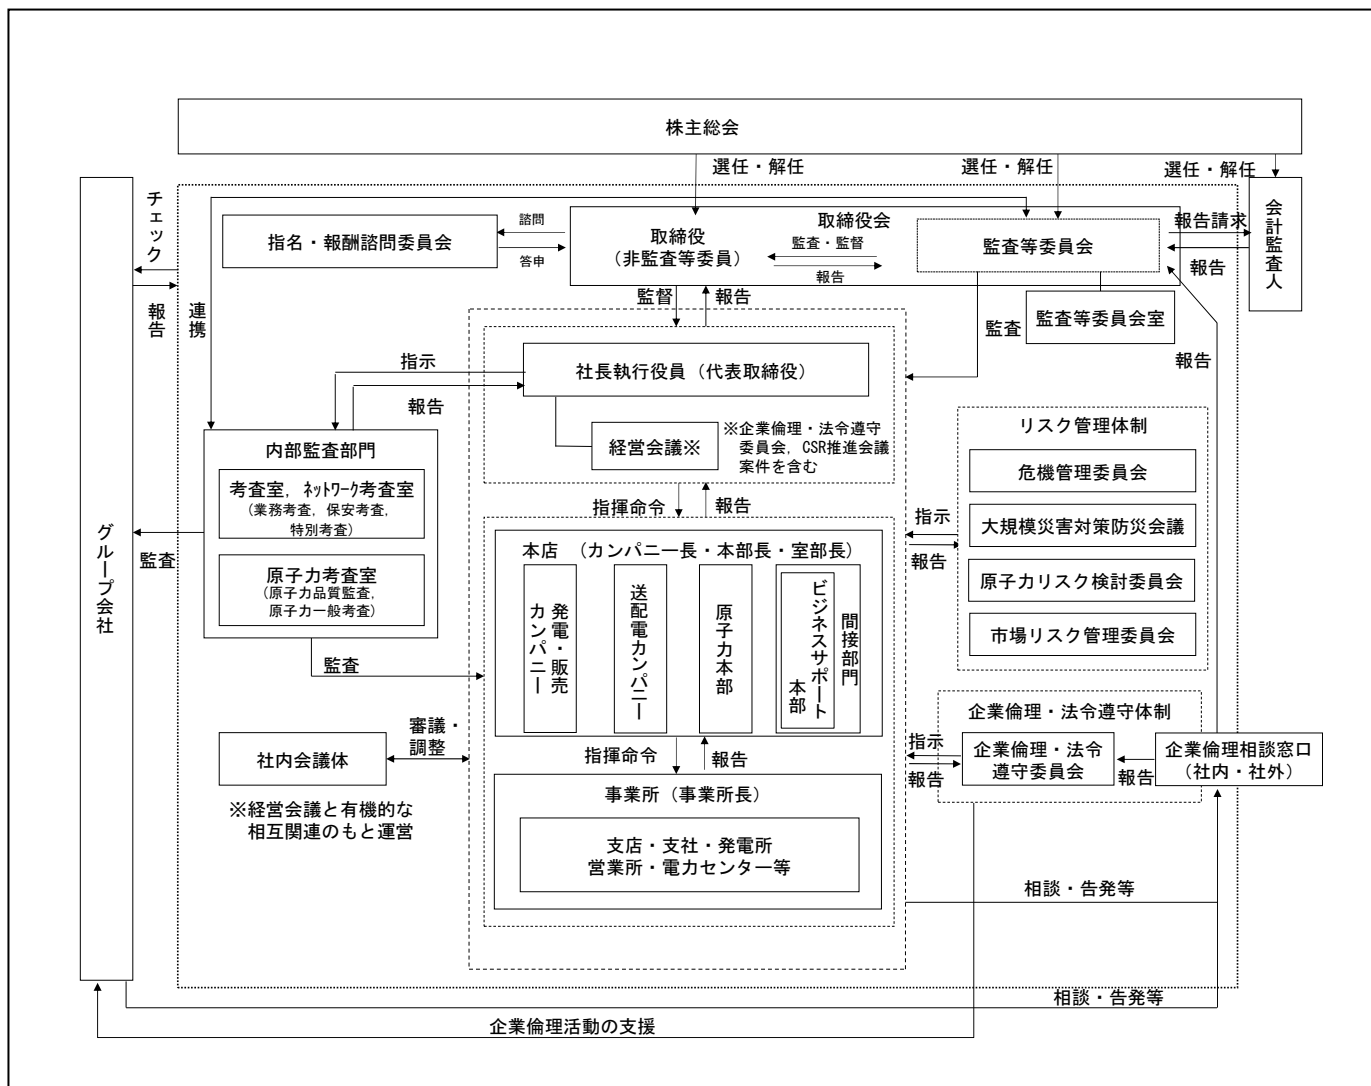 株主総会
選任・解任
選任・解任
選任・解任
チェック
報告
グループ会社
会計監査人
報告請求
報告
指名・報酬諮問委員会
諮問
答申
取締役会
取締役
(非監査等委員)
監査・監督
報告
監査等委員会
監査等委員会室
監査
報告
連携
監督
報告
社長執行役員(代表取締役)
指示
報告
経営会議※
※企業倫理・法令遵守
委員会，CSR推進会議
案件を含む
内部監査部門
考査室，ﾈｯﾄﾜｰｸ考査室
(業務考査，保安考査，
特別考査)
原子力考査室
(原子力品質監査，
原子力一般考査)
監査
監査
指揮命令
報告
本店 (カンパニー長・本部長・室部長)
発電・販売
カンパニー
送配電カンパニー
原子力本部
間接部門
ビジネスサポート
本部
指示
報告
リスク管理体制
危機管理委員会
大規模災害対策防災会議
原子力リスク検討委員会
市場リスク管理委員会
社内会議体
審議・
調整
※経営会議と有機的な
相互関連のもと運営
指揮命令
報告
事業所(事業所長)
支店・支社・発電所
営業所・電力センター等
企業倫理・法令遵守体制
指示
報告
企業倫理・法令
遵守委員会
報告
企業倫理相談窓口
(社内・社外)
相談・告発等
相談・告発等
企業倫理活動の支援